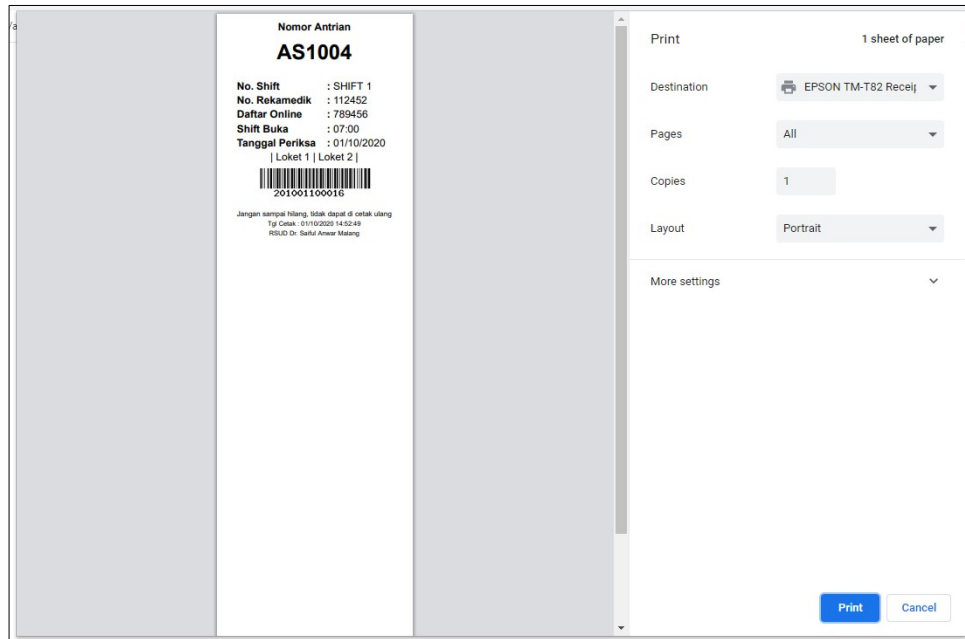 /a
Nomor Antrian
AS1004
No. Shift : SHIFT 1
No. Rekamedik : 112452
Daftar Online : 789456
Shift Buka : 07:00
Tanggal Periksa : 01/10/2020
| Loket 1 | Loket 2 |
201001100016
Jangan sampai hilang, tidak dapat di cetak ulang
Tgl Cetak : 01/10/2020 14:52:49
RSUD Dr. Saiful Anwar Malang
Print 1 sheet of paper
Destination EPSON TM-T82 Receip
Pages All
Copies 1
Layout Portrait
More settings
Print Cancel